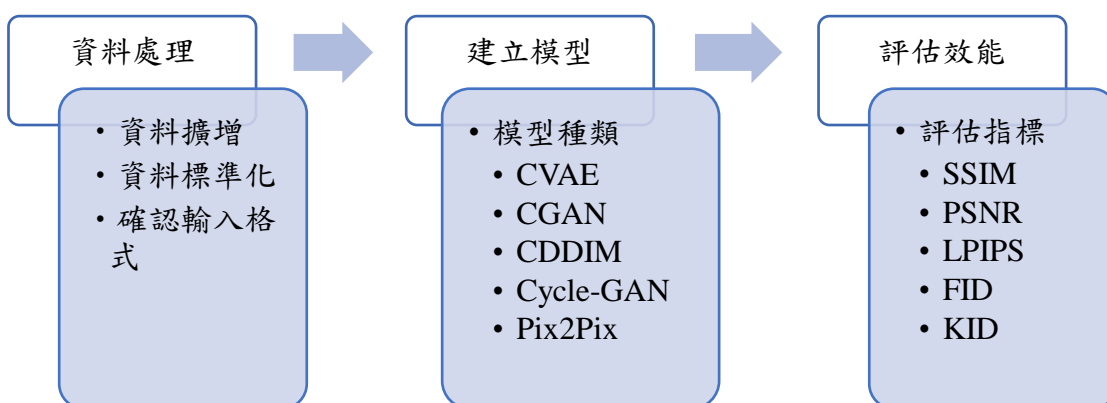 資料處理
• 資料擴增
• 資料標準化
• 確認輸入格
式
建立模型
• 模型種類
• CVAE
• CGAN
• CDDIM
• Cycle-GAN
• Pix2Pix
評估效能
• 評估指標
• SSIM
• PSNR
• LPIPS
• FID
• KID